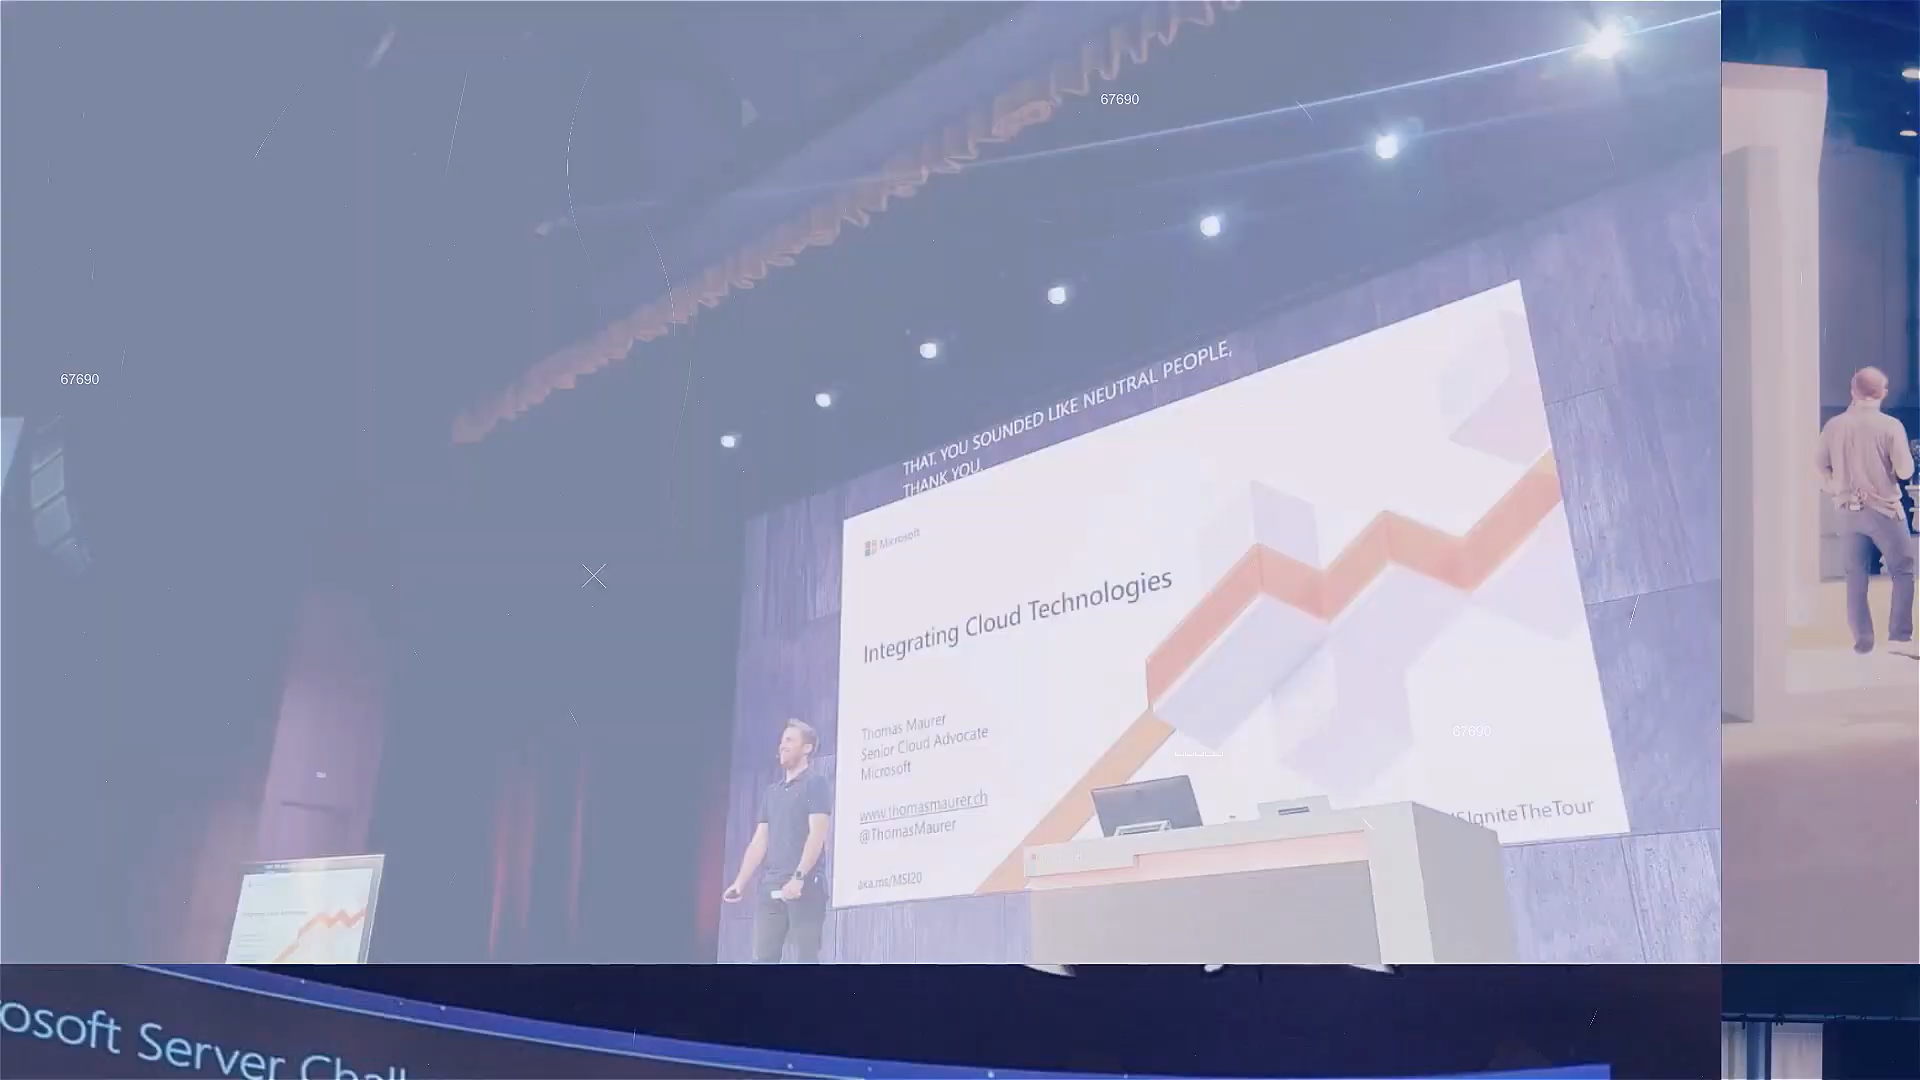 67690
67690
THAT. YOU SOUNDED LIKE NEUTRAL PEOPLE,
THANK YOU.
Microsoft
Integrating Cloud Technologies
Thomas Maurer
Senior Cloud Advocate
Microsoft
www.thomasmaurer.ch
@ThomasMaurer
aka.ms/MSI20
67690
SIgniteTheTour
osoft Server Chall